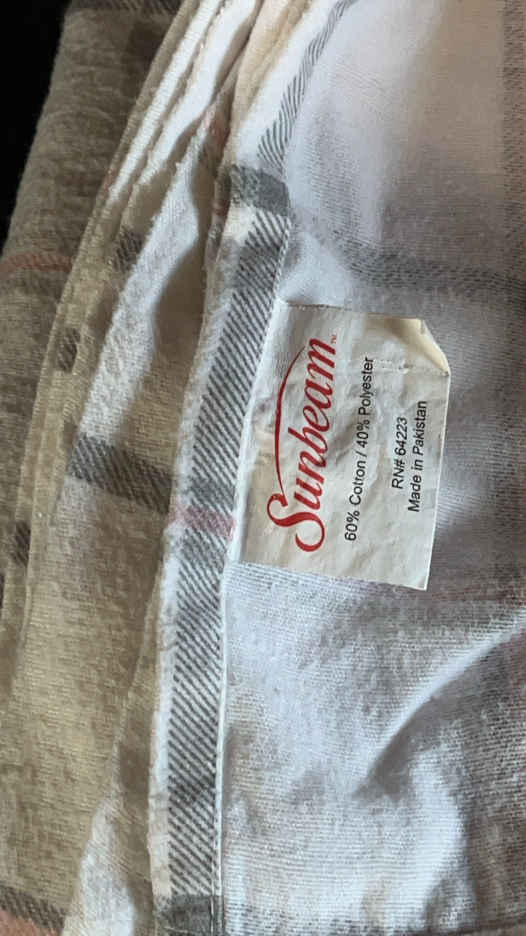 Sunbeam™
60% Cotton / 40% Polyester
RN# 64223
Made in Pakistan